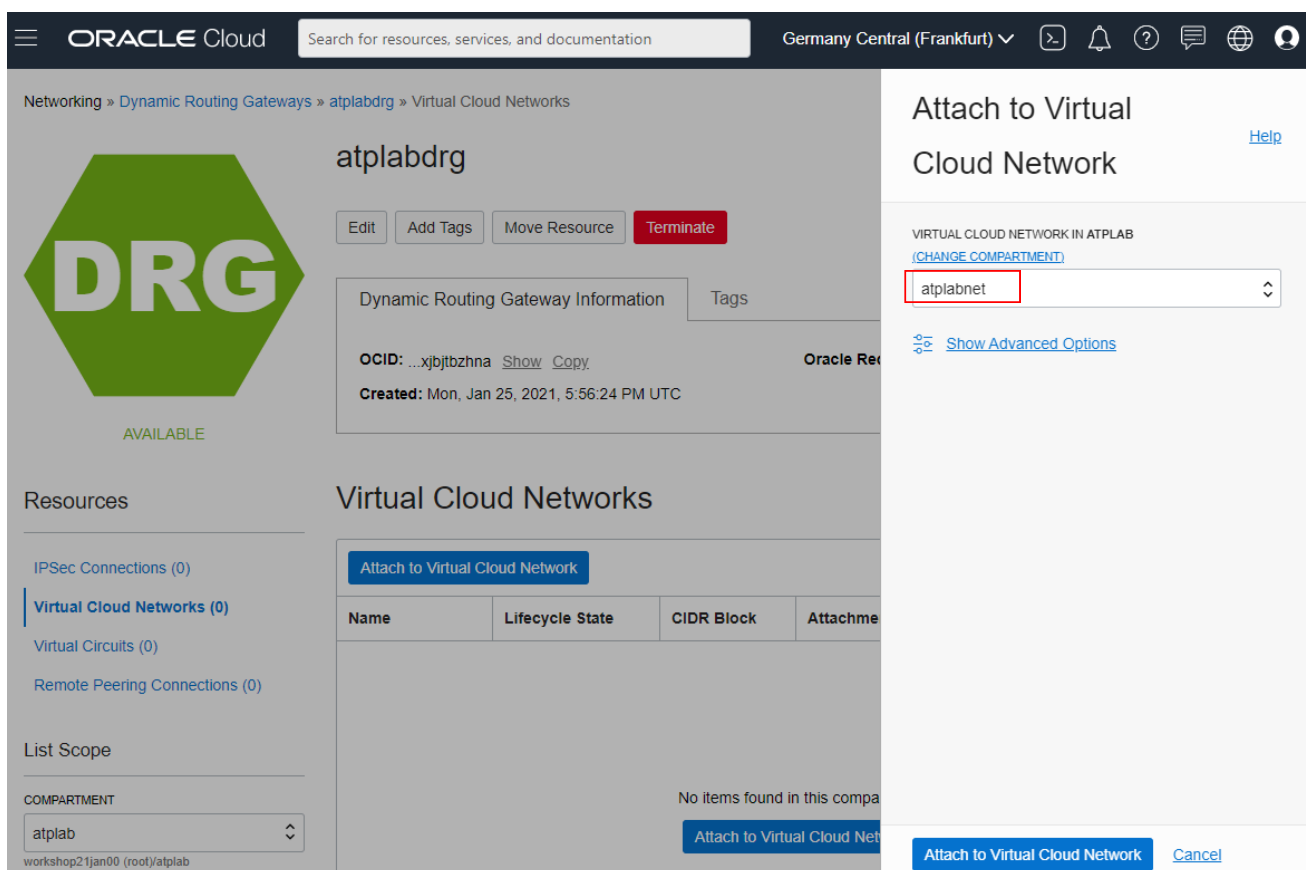 ORACLE Cloud
Search for resources, services, and documentation
Germany Central (Frankfurt)
Networking » Dynamic Routing Gateways » atplabdrg » Virtual Cloud Networks
DRG
AVAILABLE
atplabdrg
Edit Add Tags Move Resource Terminate
Dynamic Routing Gateway Information Tags
OCID: ...xjbjtbzhna Show Copy
Oracle Rec
Created: Mon, Jan 25, 2021, 5:56:24 PM UTC
Resources
IPSec Connections (0)
Virtual Cloud Networks (0)
Virtual Circuits (0)
Remote Peering Connections (0)
List Scope
COMPARTMENT
atplab
workshop21jan00 (root)/atplab
Virtual Cloud Networks
Attach to Virtual Cloud Network
Name Lifecycle State CIDR Block Attachme
No items found in this compa
Attach to Virtual Cloud Net
Attach to Virtual
Cloud Network
Help
VIRTUAL CLOUD NETWORK IN ATPLAB
(CHANGE COMPARTMENT)
atplabnet
Show Advanced Options
Attach to Virtual Cloud Network Cancel